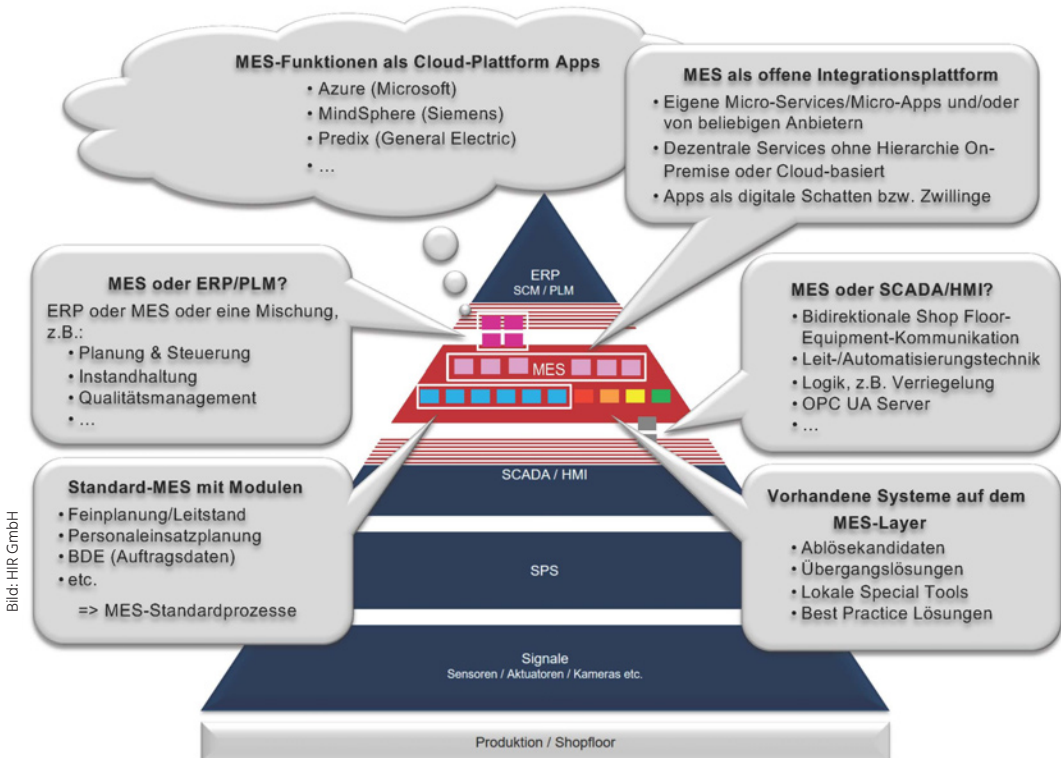 MES-Funktionen als Cloud-Plattform Apps
• Azure (Microsoft)
• MindSphere (Siemens)
• Predix (General Electric)
• ...
MES als offene Integrationsplattform
• Eigene Micro-Services/Micro-Apps und/oder
von beliebigen Anbietern
• Dezentrale Services ohne Hierarchie On-
Premise oder Cloud-basiert
• Apps als digitale Schatten bzw. Zwillinge
MES oder ERP/PLM?
ERP oder MES oder eine Mischung,
z.B.:
• Planung & Steuerung
• Instandhaltung
• Qualitätsmanagement
• ...
ERP
SCM / PLM
MES
MES oder SCADA/HMI?
• Bidirektionale Shop Floor-
Equipment-Kommunikation
• Leit-/Automatisierungstechnik
• Logik, z.B. Verriegelung
• OPC UA Server
• ...
Standard-MES mit Modulen
• Feinplanung/Leitstand
• Personaleinsatzplanung
• BDE (Auftragsdaten)
• etc.
=> MES-Standardprozesse
SCADA / HMI
SPS
Signale
Sensoren / Aktuatoren / Kameras etc.
Vorhandene Systeme auf dem
MES-Layer
• Ablösekandidaten
• Übergangslösungen
• Lokale Special Tools
• Best Practice Lösungen
Produktion / Shopfloor
Bild: HIR GmbH